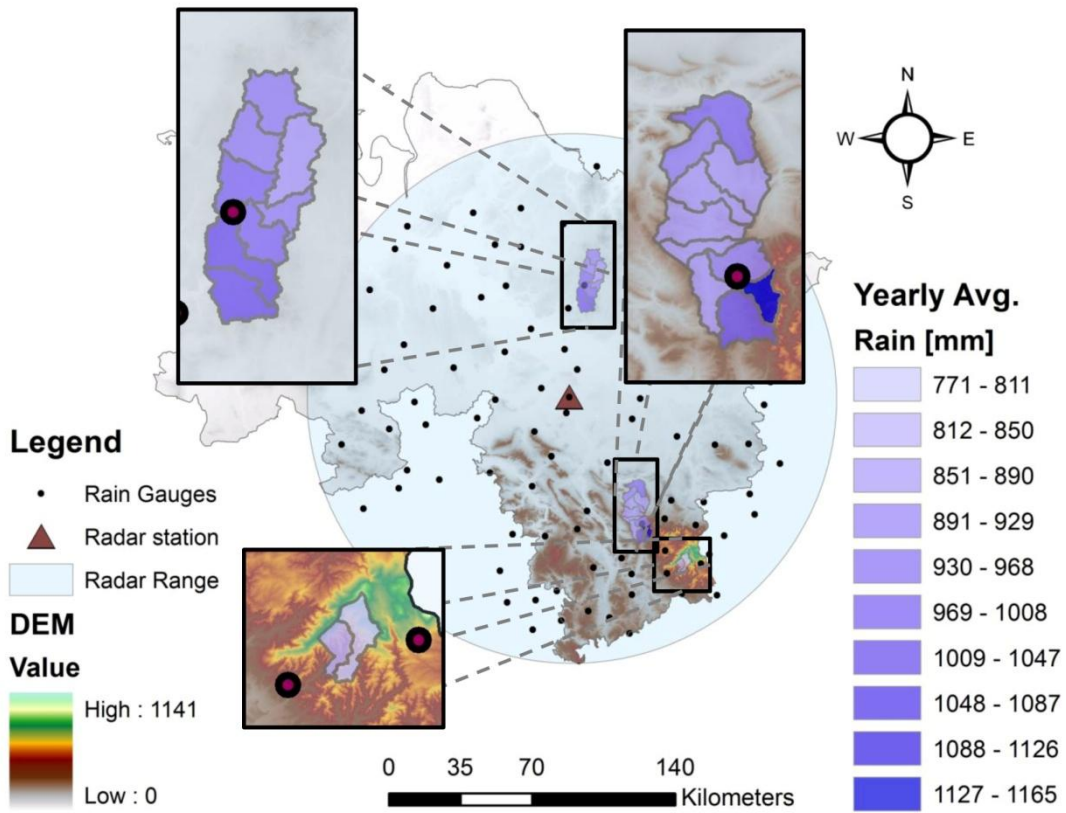 N
W E
S
Yearly Avg.
Rain [mm]
771 - 811
812 - 850
851 - 890
891 - 929
930 - 968
969 - 1008
1009 - 1047
1048 - 1087
1088 - 1126
1127 - 1165
Legend
Rain Gauges
Radar station
Radar Range
DEM
Value
High : 1141
Low : 0
0 35 70 140
Kilometers